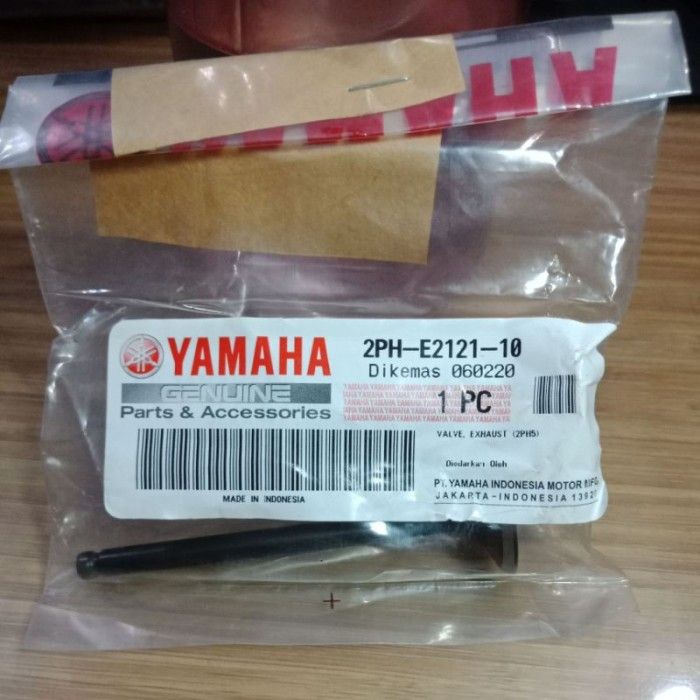 YAMAHA
YAMAHA
GENUINE
Parts & Accessories
MADE IN INDONESIA
2PH-E2121-10
Dikemas 060220
1 PC
VALVE, EXHAUST (2PH5)
Diedarkan Oleh
PT. YAMAHA INDONESIA MOTOR MFG.
JAKARTA-INDONESIA